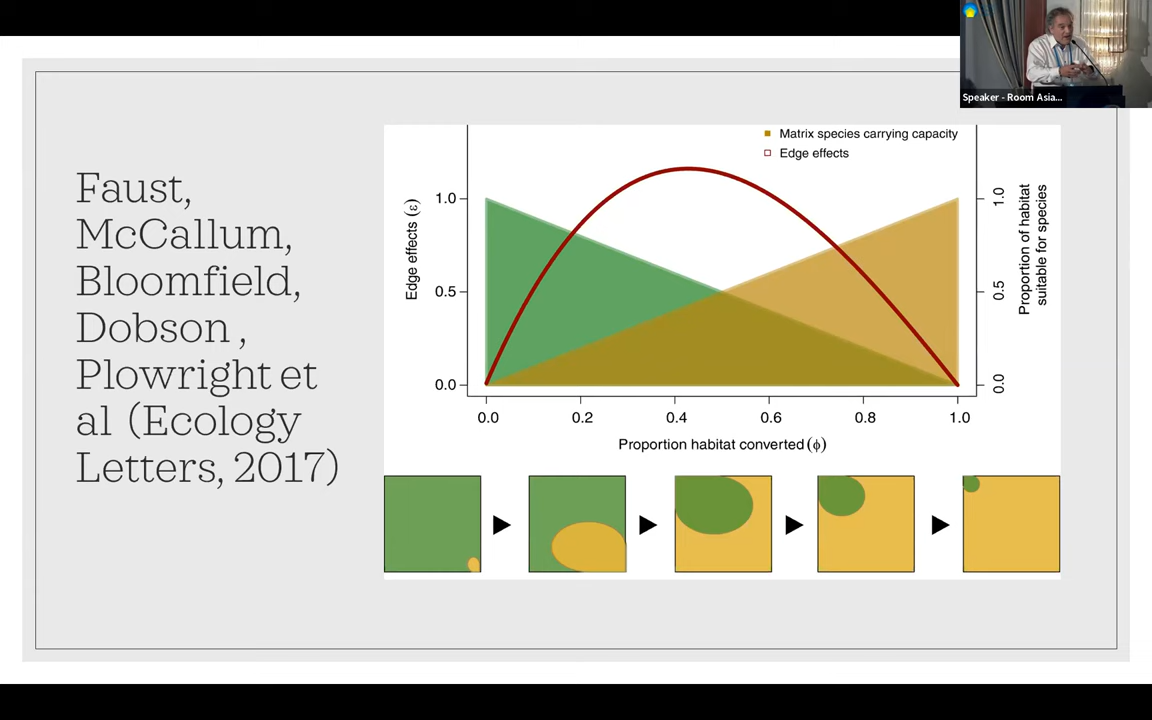 Speaker - Room Asia...
Faust,
McCallum,
Bloomfield,
Dobson ,
Plowright et
al (Ecology
Letters, 2017)
Matrix species carrying capacity
Edge effects
Edge effects (ε)
1.0
0.5
0.0
0.0
0.2
0.4
0.6
0.8
1.0
Proportion habitat converted (ϕ)
1.0
0.5
0.0
Proportion of habitat
suitable for species